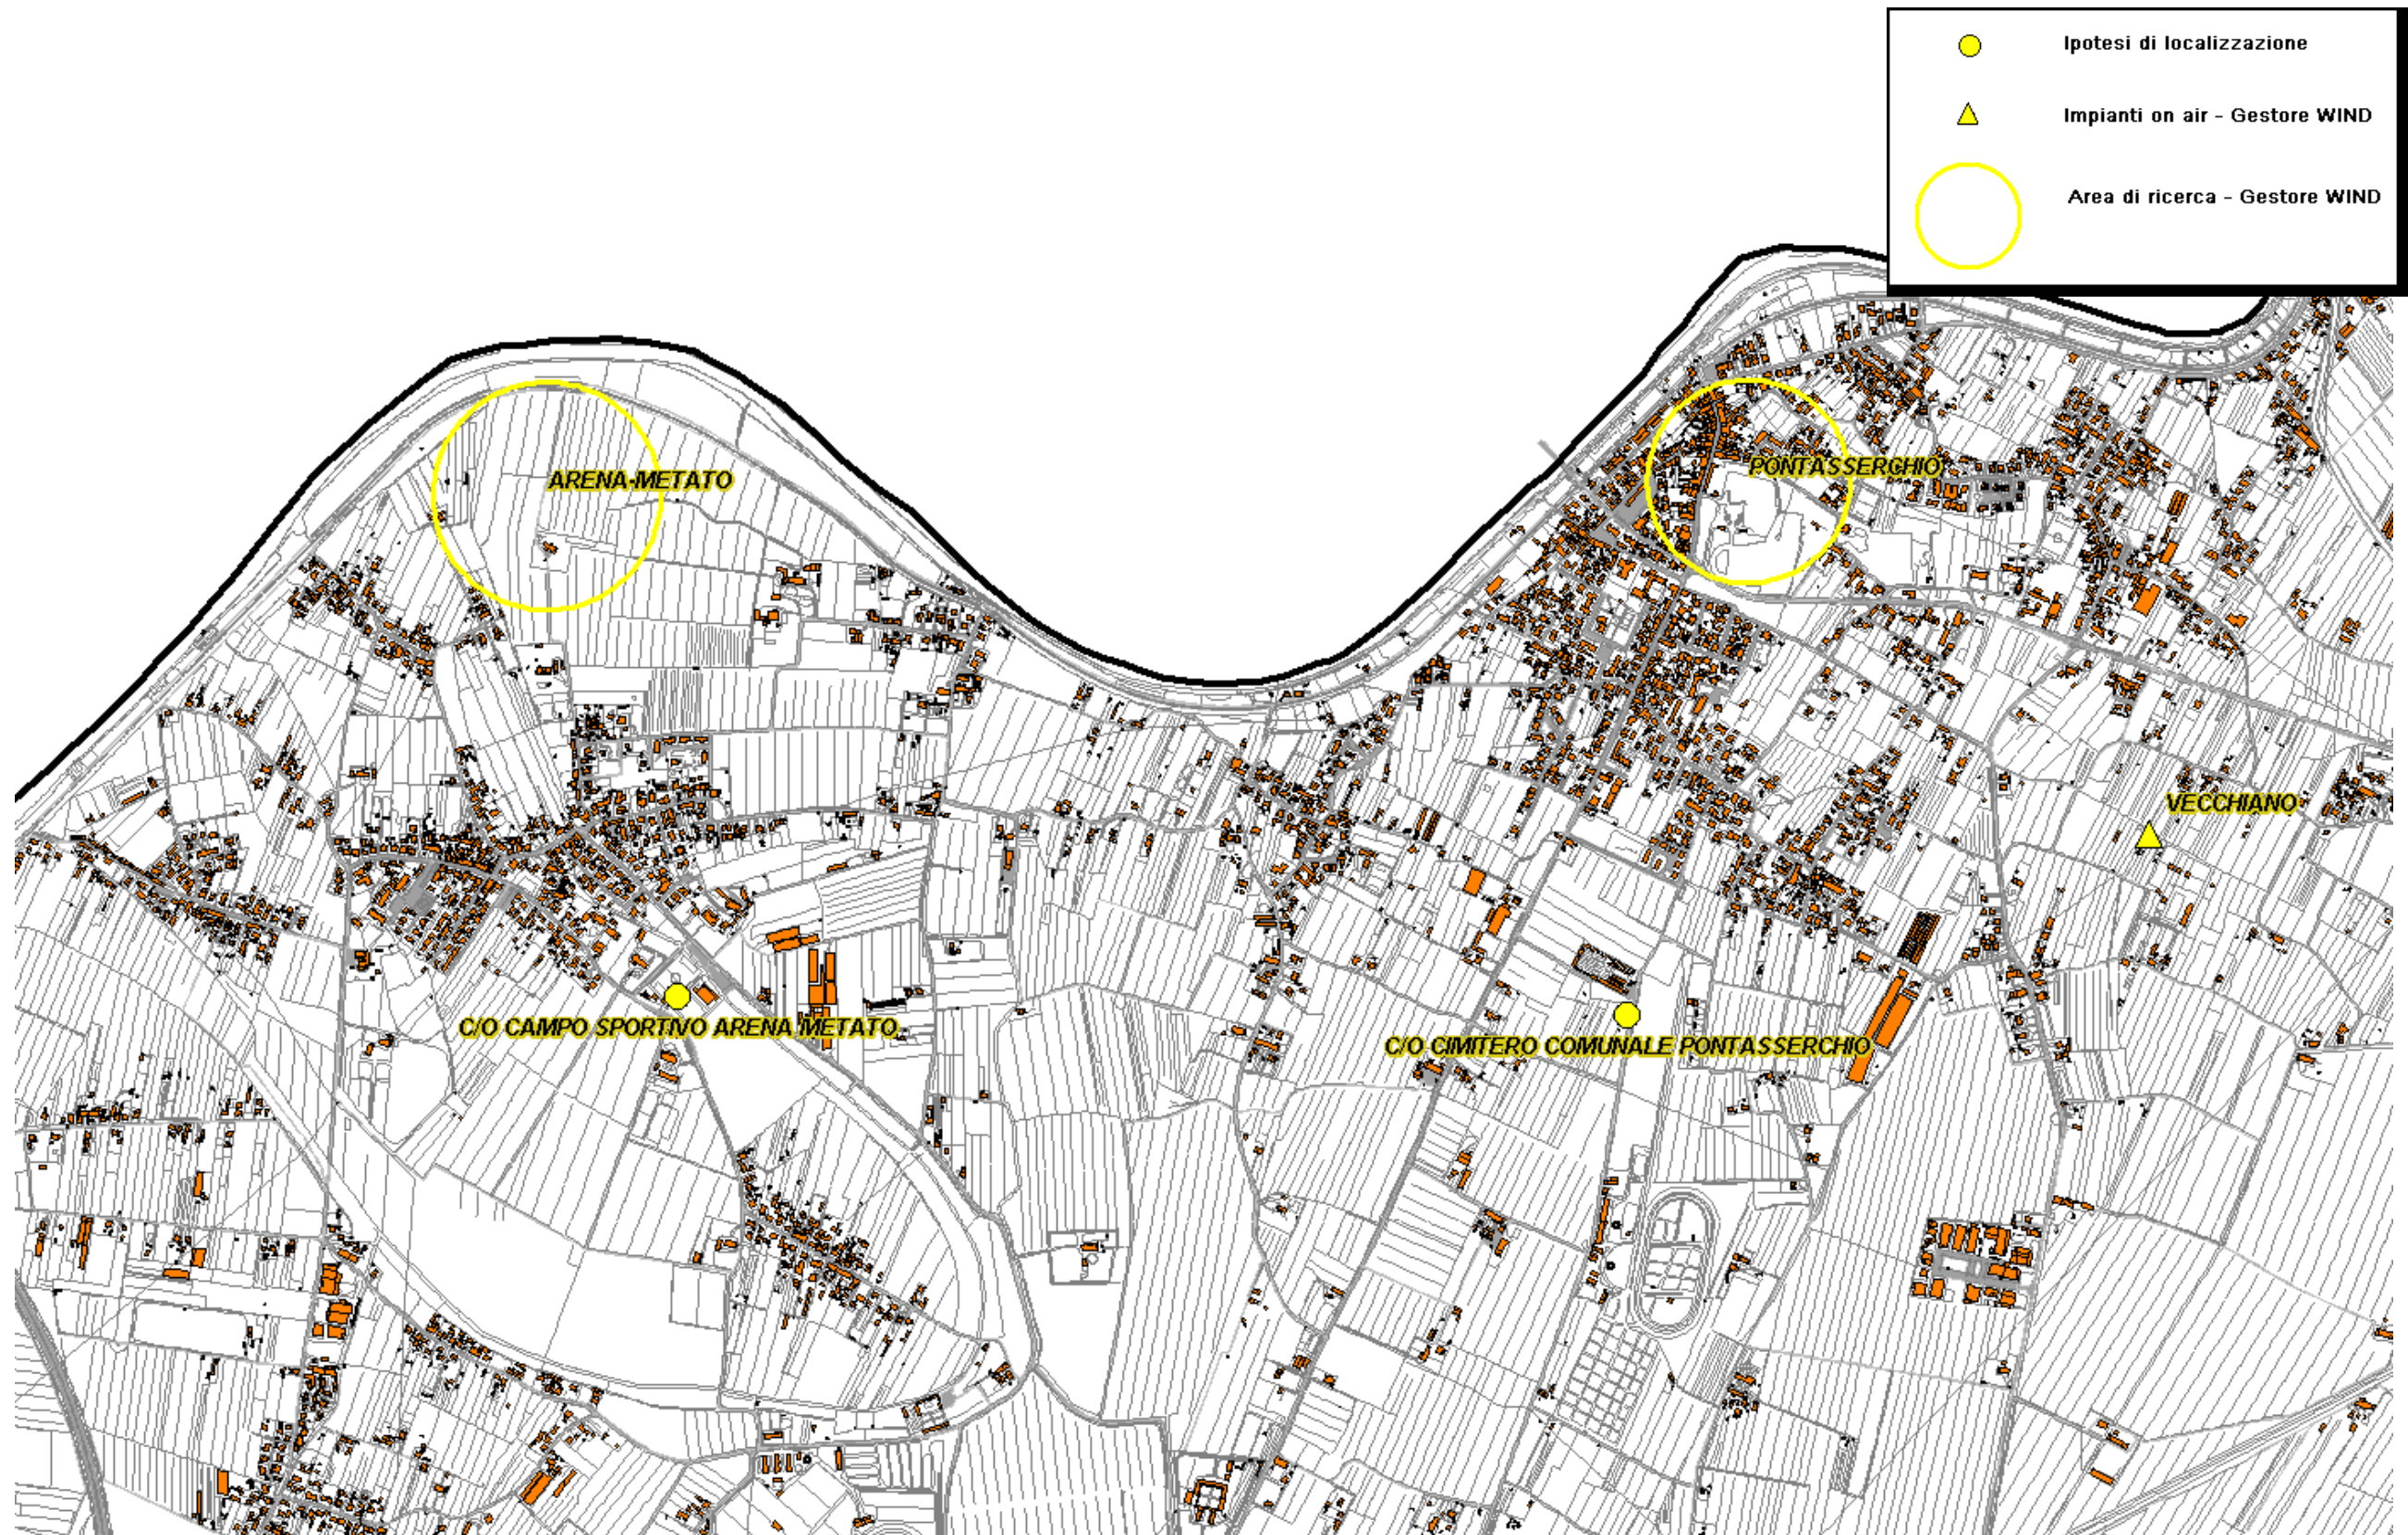 Ipotesi di localizzazione
Impianti on air - Gestore WIND
Area di ricerca - Gestore WIND
ARENA-METATO
PONTASSERCHIO
VECCHIANO
C/O CAMPO SPORTIVO ARENA METATO
C/O CIMITERO COMUNALE PONTASSERCHIO